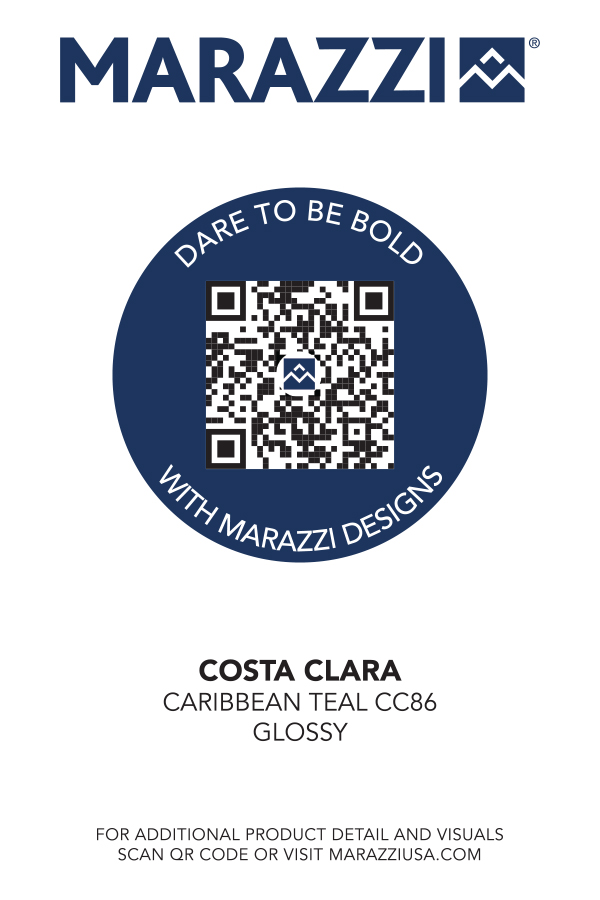 MARAZZI®
DARE TO BE BOLD
WITH MARAZZI DESIGNS
COSTA CLARA
CARIBBEAN TEAL CC86
GLOSSY
FOR ADDITIONAL PRODUCT DETAIL AND VISUALS
SCAN QR CODE OR VISIT MARAZZIUSA.COM